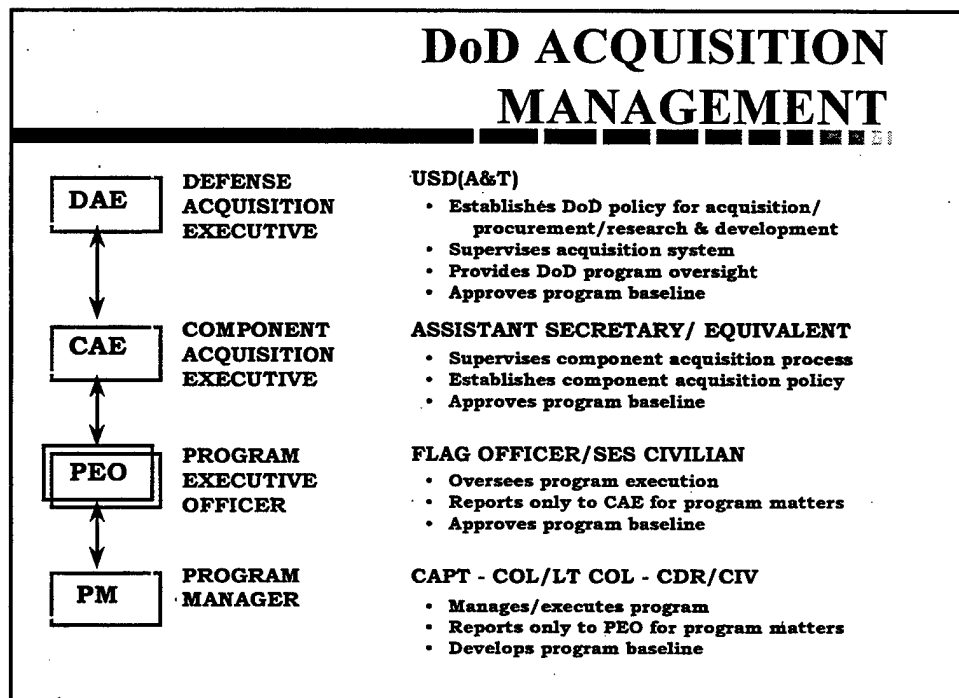 DoD ACQUISITION
MANAGEMENT
DAE
DEFENSE
ACQUISITION
EXECUTIVE
USD(A&T)
• Establishes DoD policy for acquisition/
procurement/research & development
• Supervises acquisition system
• Provides DoD program oversight
• Approves program baseline
CAE
COMPONENT
ACQUISITION
EXECUTIVE
ASSISTANT SECRETARY/ EQUIVALENT
• Supervises component acquisition process
• Establishes component acquisition policy
• Approves program baseline
PEO
PROGRAM
EXECUTIVE
OFFICER
FLAG OFFICER/SES CIVILIAN
• Oversees program execution
• Reports only to CAE for program matters
• Approves program baseline
PM
PROGRAM
MANAGER
CAPT - COL/LT COL - CDR/CIV
• Manages/executes program
• Reports only to PEO for program matters
• Develops program baseline